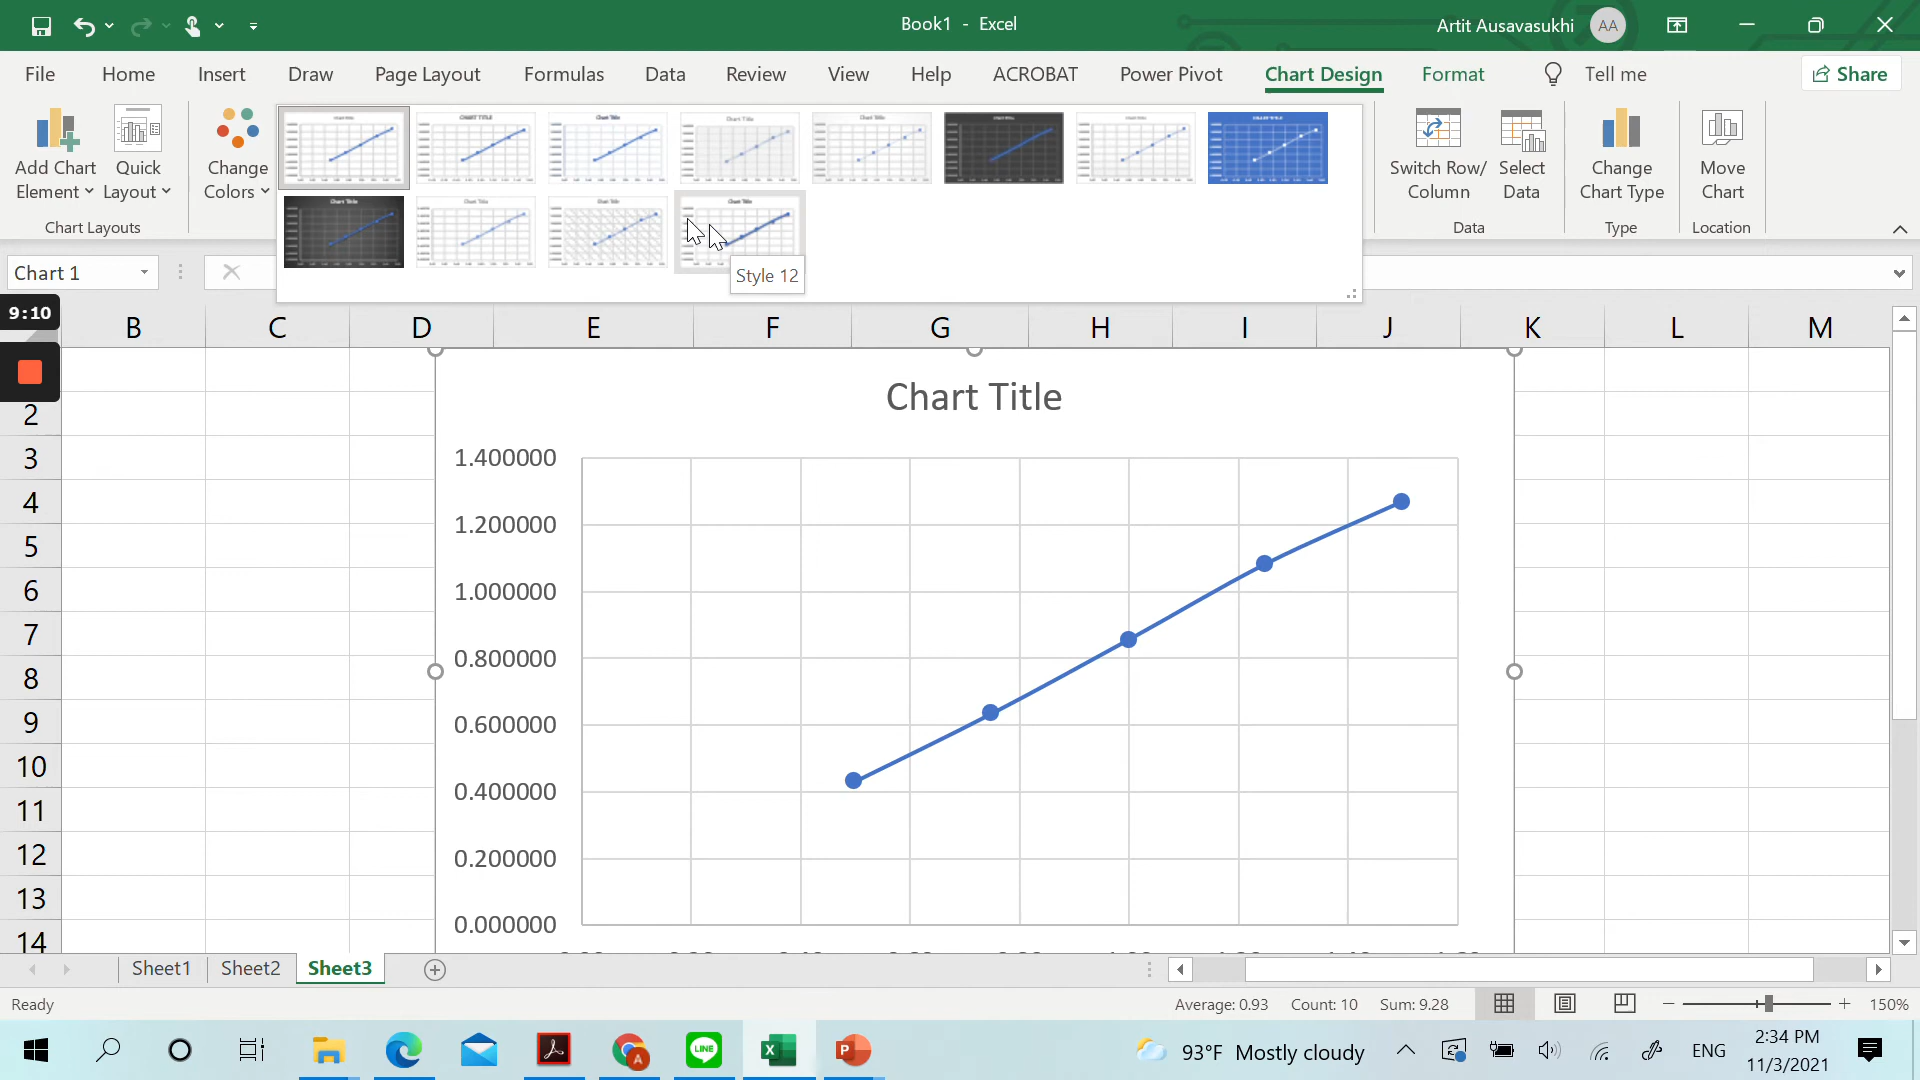 Book1 - Excel
Artit Ausavasukhi AA
File Home Insert Draw Page Layout Formulas Data Review View Help ACROBAT Power Pivot Chart Design Format Tell me Share
Add Chart Element
Quick Layout
Change Colors
Switch Row/ Column
Select Data
Change Chart Type
Move Chart
Chart Layouts
Data
Type
Location
Style 12
Chart 1
9:10
B C D E F G H I J K L M
Chart Title
1.400000
1.200000
1.000000
0.800000
0.600000
0.400000
0.200000
0.000000
2
3
4
5
6
7
8
9
10
11
12
13
14
Sheet1 Sheet2 Sheet3
Ready
Average: 0.93 Count: 10 Sum: 9.28
150%
93°F Mostly cloudy
ENG
2:34 PM
11/3/2021